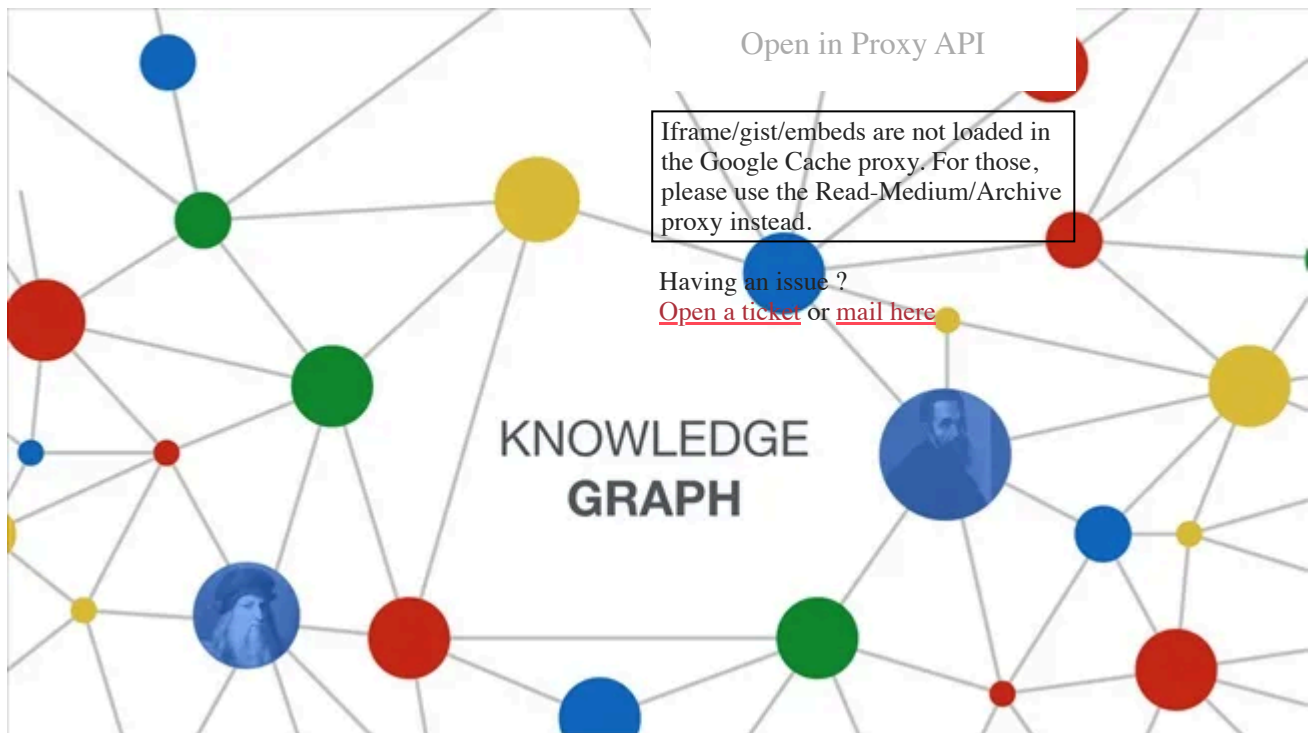 Open in Proxy API
Iframe/gist/embeds are not loaded in
the Google Cache proxy. For those,
please use the Read-Medium/Archive
proxy instead.
Having an issue ?
Open a ticket or mail here
KNOWLEDGE
GRAPH